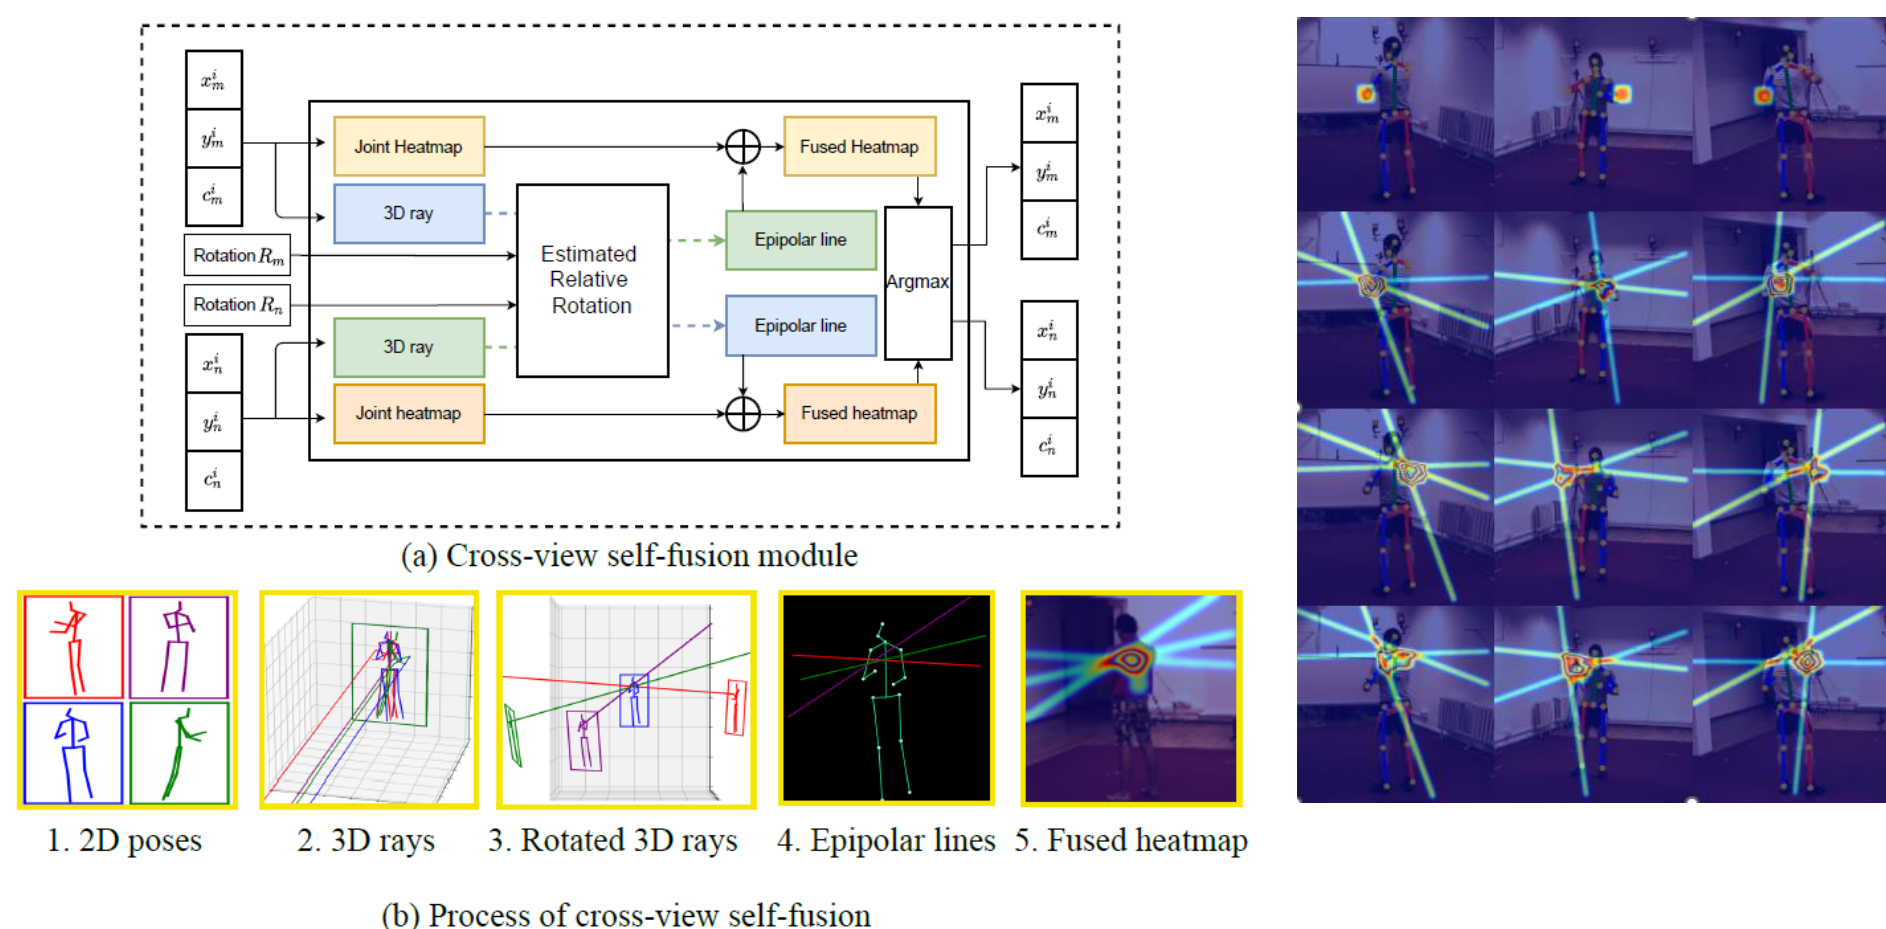 x_m^i
y_m^i
c_m^i
Rotation R_m
Rotation R_n
x_n^i
y_n^i
c_n^i
Joint Heatmap
3D ray
3D ray
Joint heatmap
Estimated
Relative
Rotation
Epipolar line
Epipolar line
Fused Heatmap
Argmax
Fused heatmap
x_m^i
y_m^i
c_m^i
x_n^i
y_n^i
c_n^i
(a) Cross-view self-fusion module
1. 2D poses
2. 3D rays
3. Rotated 3D rays
4. Epipolar lines
5. Fused heatmap
(b) Process of cross-view self-fusion